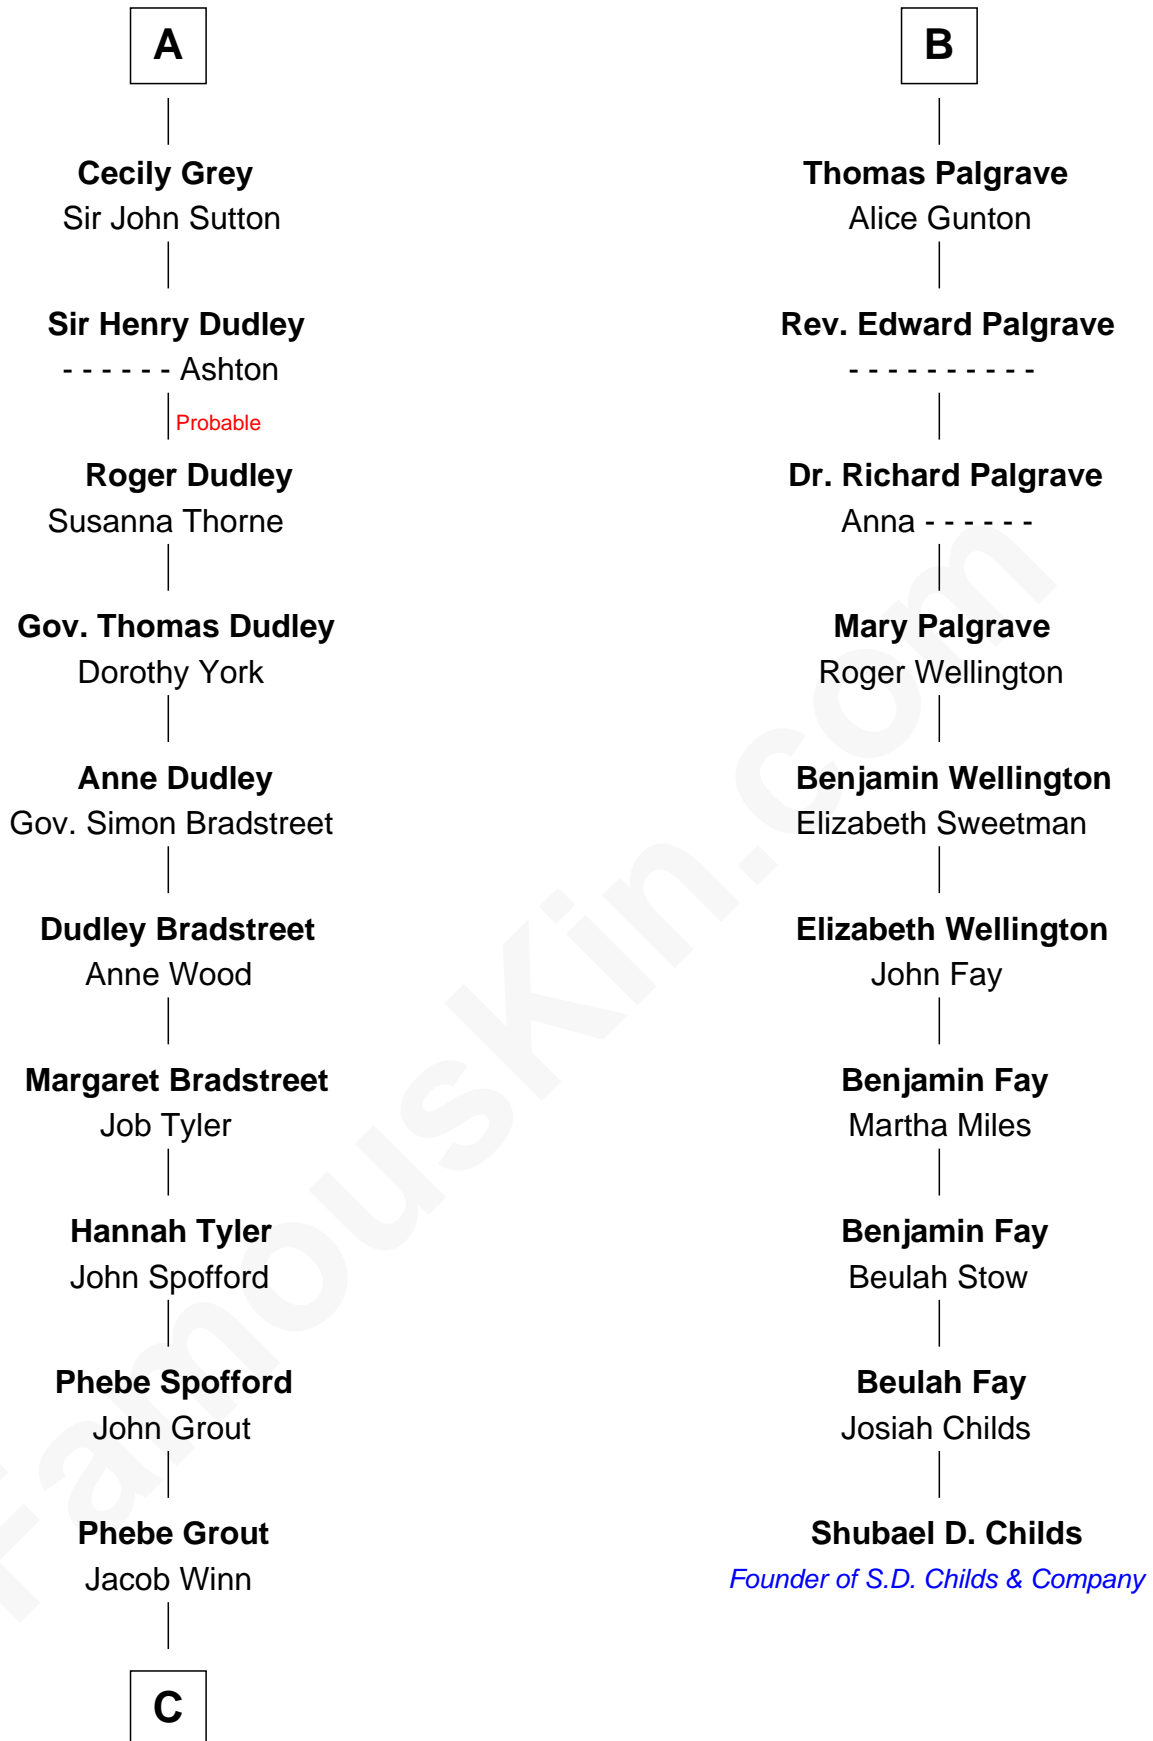 A
Cecily Grey
Sir John Sutton
Sir Henry Dudley
- - - - - - Ashton
Probable
Roger Dudley
Susanna Thorne
Gov. Thomas Dudley
Dorothy York
Anne Dudley
Gov. Simon Bradstreet
Dudley Bradstreet
Anne Wood
Margaret Bradstreet
Job Tyler
Hannah Tyler
John Spofford
Phebe Spofford
John Grout
Phebe Grout
Jacob Winn
C
B
Thomas Palgrave
Alice Gunton
Rev. Edward Palgrave
- - - - - - - - - -
Dr. Richard Palgrave
Anna - - - - - -
Mary Palgrave
Roger Wellington
Benjamin Wellington
Elizabeth Sweetman
Elizabeth Wellington
John Fay
Benjamin Fay
Martha Miles
Benjamin Fay
Beulah Stow
Beulah Fay
Josiah Childs
Shubael D. Childs
Founder of S.D. Childs & Company
FamousKin.com